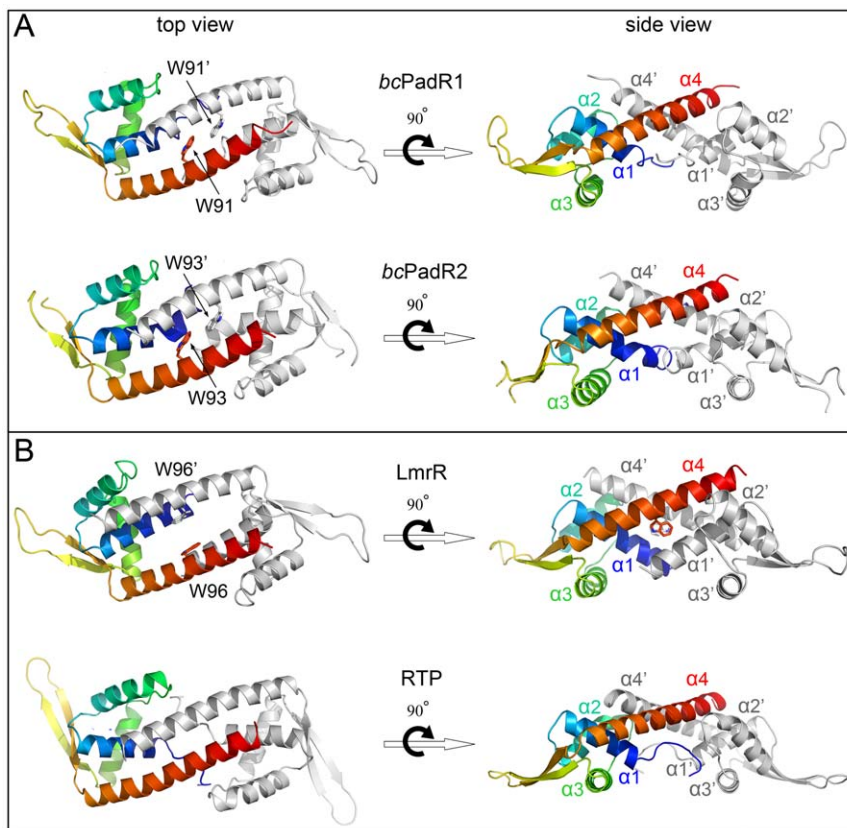 A
top view
side view
W91’
bcPadR1
90°
W91
α2
α4’
α4
α2’
α1
α1’
α3
α3’
W93’
bcPadR2
90°
W93
α2
α4’
α4
α2’
α1
α1’
α3
α3’
B
W96’
LmrR
90°
W96
α2
α4’
α4
α2’
α1
α1’
α3
α3’
RTP
90°
α2
α4’
α4
α2’
α1
α1’
α3
α3’